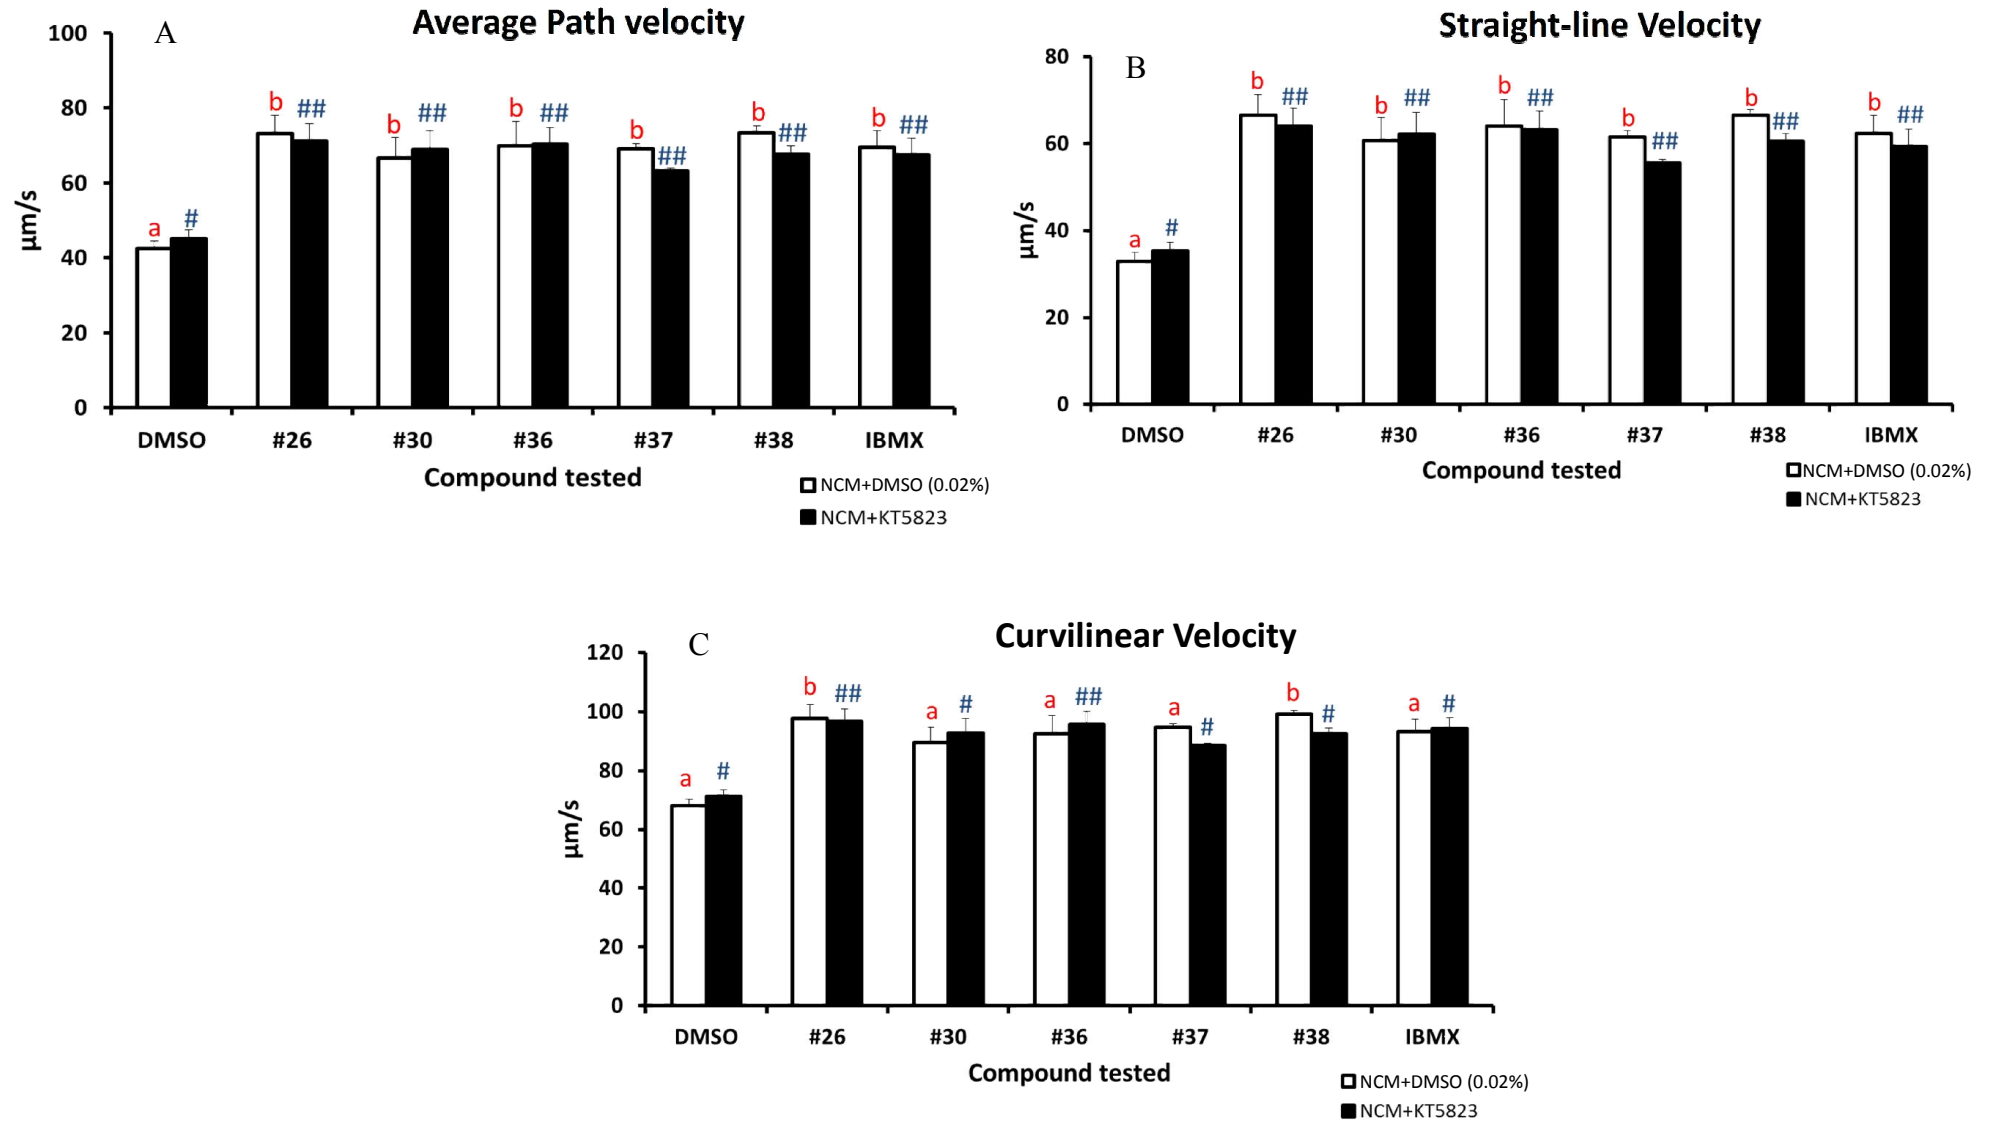 A
Average Path velocity
100
80
60
40
20
0
µm/s
a # b ## b ## b ## b ## b ## b ##
DMSO #26 #30 #36 #37 #38 IBMX
Compound tested
NCM+DMSO (0.02%)
NCM+KT5823
B
Straight-line Velocity
80
60
40
20
0
µm/s
a # b ## b ## b ## b ## b ## b ##
DMSO #26 #30 #36 #37 #38 IBMX
Compound tested
NCM+DMSO (0.02%)
NCM+KT5823
C
Curvilinear Velocity
120
100
80
60
40
20
0
µm/s
a # b ## a # a ## a # b # a #
DMSO #26 #30 #36 #37 #38 IBMX
Compound tested
NCM+DMSO (0.02%)
NCM+KT5823